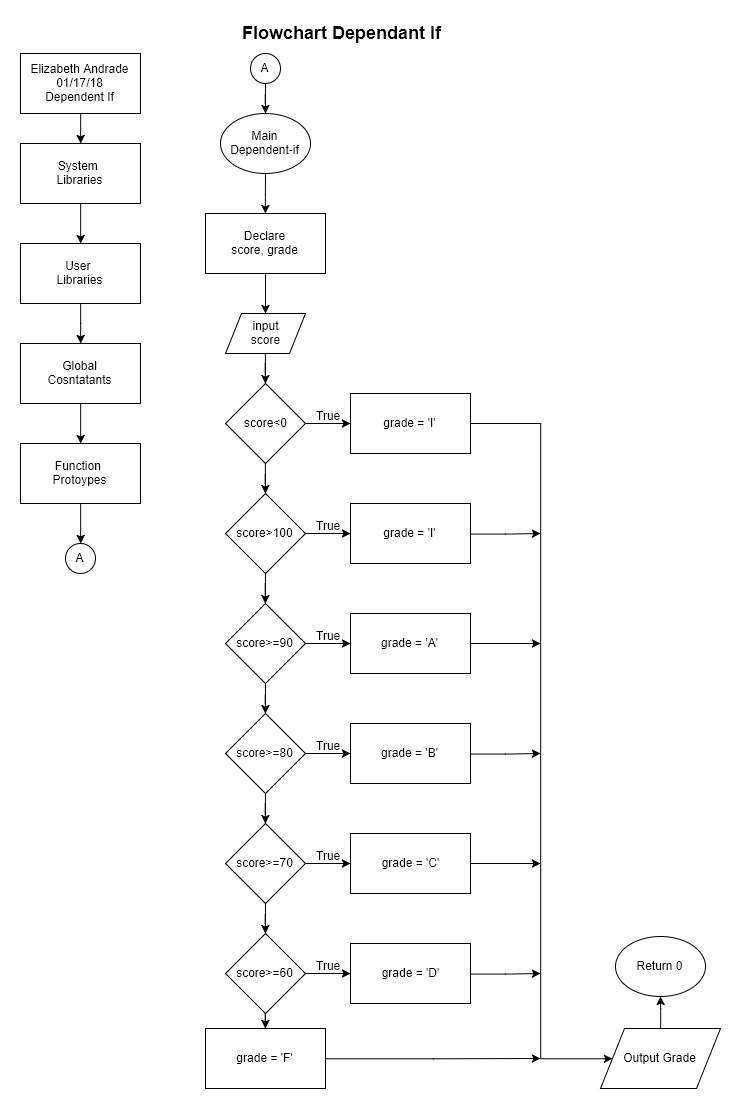 Flowchart Dependant If
Elizabeth Andrade
01/17/18
Dependent If
System
Libraries
User
Libraries
Global
Cosntatants
Function
Protoypes
A
A
Main
Dependent-if
Declare
score, grade
input
score
score<0
True
grade = 'I'
score>100
True
grade = 'I'
score>=90
True
grade = 'A'
score>=80
True
grade = 'B'
score>=70
True
grade = 'C'
score>=60
True
grade = 'D'
grade = 'F'
Output Grade
Return 0